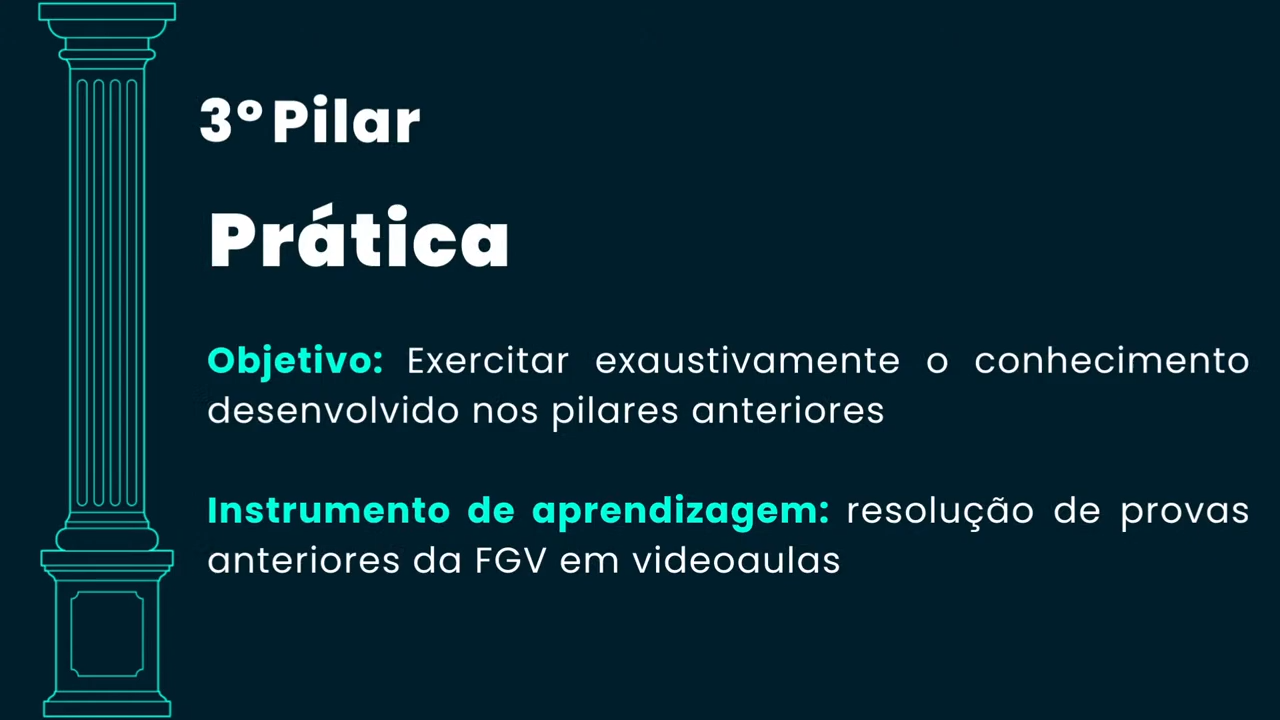 3º Pilar
Prática
Objetivo: Exercitar exaustivamente o conhecimento
desenvolvido nos pilares anteriores
Instrumento de aprendizagem: resolução de provas
anteriores da FGV em videoaulas